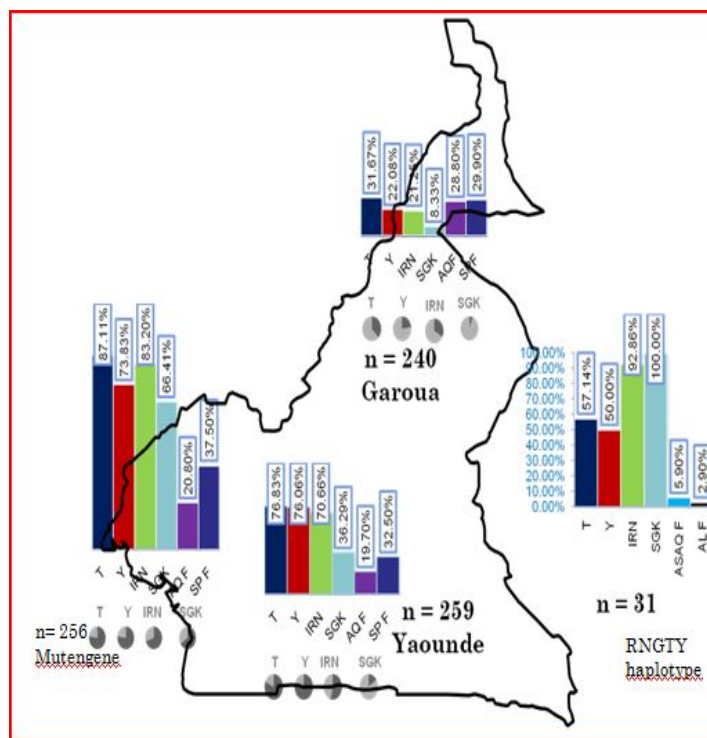 31.67%
22.08%
21.25%
8.33%
28.80%
29.90%
T
Y
IRN
SGK
AQF
SPF
T Y IRN SGK
n = 240
Garoua
87.11%
73.83%
83.20%
66.41%
20.80%
37.50%
T
Y
IRN
SGK
AQ F
SP F
T Y IRN SGK
n= 256
Mutengene
76.83%
76.06%
70.66%
36.29%
19.70%
32.50%
T
Y
IRN
SGK
AQ F
SP F
n = 259
Yaounde
T Y IRN SGK
100.00%
90.00%
80.00%
70.00%
60.00%
50.00%
40.00%
30.00%
20.00%
10.00%
0.00%
57.14%
50.00%
92.86%
100.00%
5.90%
2.90%
T
Y
IRN
SGK
ASAQ F
AL F
n = 31
RNGTY
haplotype